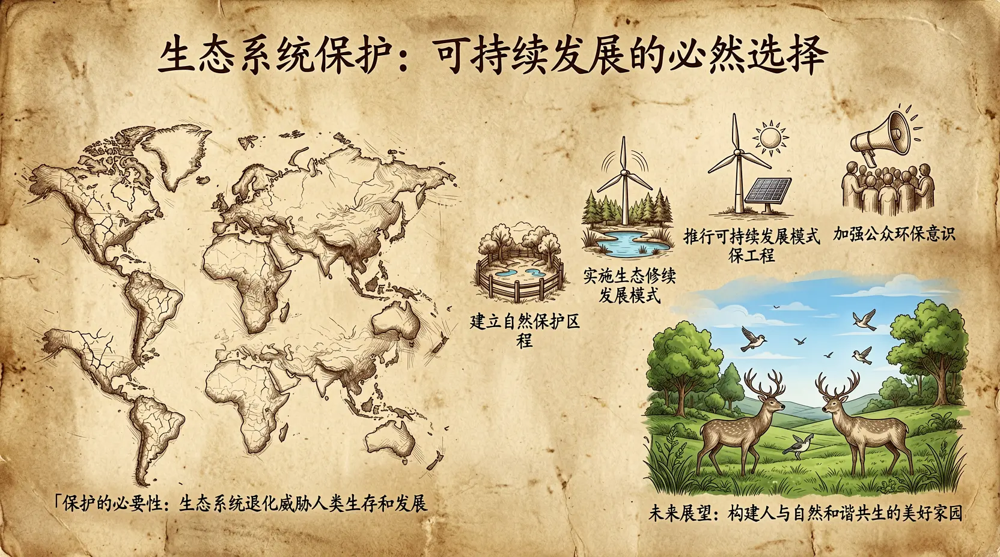 生态系统保护：可持续发展的必然选择
建立自然保护区
程
实施生态修续
发展模式
推行可持续发展模式
保工程
加强公众环保意识
「保护的必要性：生态系统退化威胁人类生存和发展
未来展望：构建人与自然和谐共生的美好家园